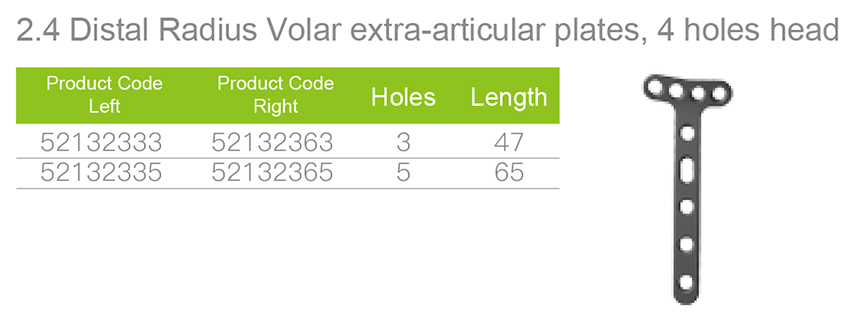 2.4 Distal Radius Volar extra-articular plates, 4 holes head
Product Code Left Product Code Right Holes Length
52132333 52132363 3 47
52132335 52132365 5 65